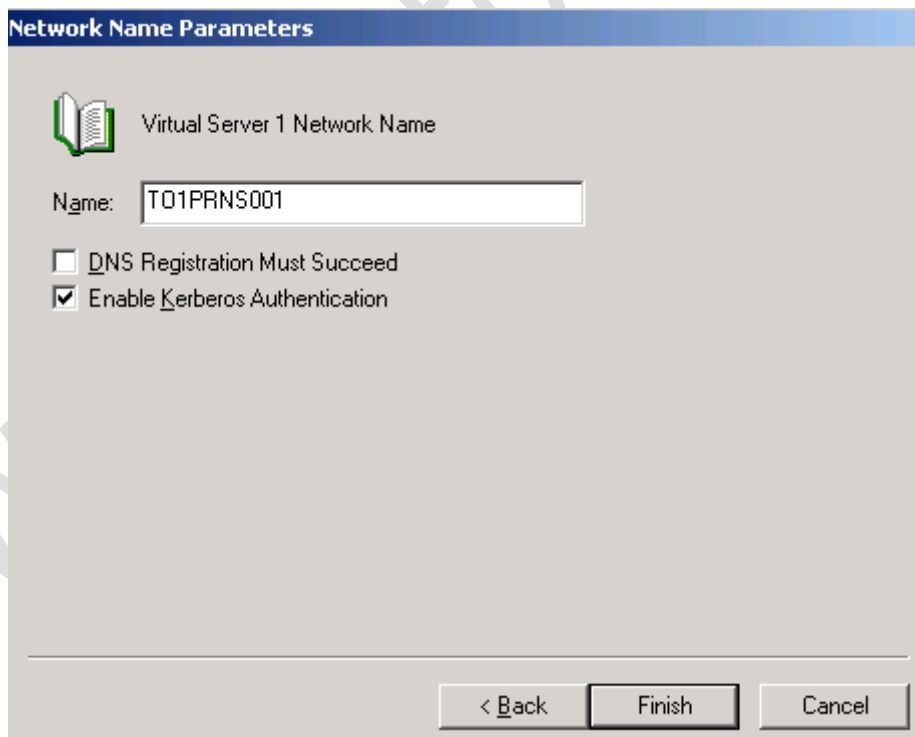 Network Name Parameters
Virtual Server 1 Network Name
Name: TO1PRNS001
DNS Registration Must Succeed
Enable Kerberos Authentication
< Back Finish Cancel